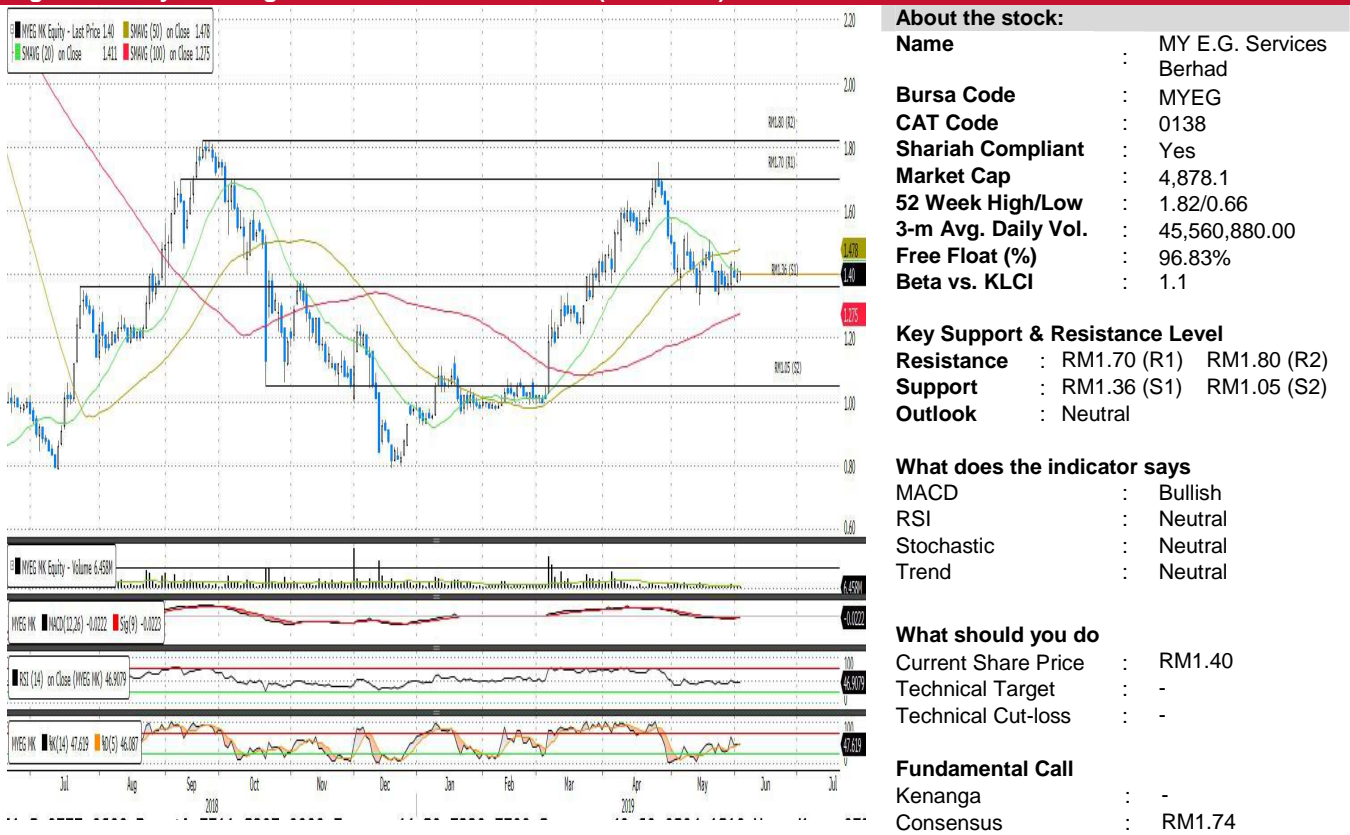 MYEG MK Equity - Last Price 1.40 SMAVG (50) on Close 1.478
SMAVG (20) on Close 1.411 SMAVG (100) on Close 1.275
2.20
2.00
RM1.80 (R2)
1.80
RM1.70 (R1)
1.60
1.478
RM1.36 (S1)
1.40
1.275
1.20
RM1.05 (S2)
1.00
0.80
0.60
MYEG MK Equity - Volume 6.458M
6.458M
MYEG MK MACD(12,26) -0.0222 Sig(9) -0.0223
-0.0222
RSI (14) on Close (MYEG MK) 46.9079
100
46.9079
0
MYEG MK %K(14) 47.619 %D(5) 46.087
100
47.619
0
Jul Aug Sep Oct Nov Dec Jan Feb Mar Apr May Jun Jul
2018 2019
About the stock:
Name : MY E.G. Services
Berhad
Bursa Code : MYEG
CAT Code : 0138
Shariah Compliant : Yes
Market Cap : 4,878.1
52 Week High/Low : 1.82/0.66
3-m Avg. Daily Vol. : 45,560,880.00
Free Float (%) : 96.83%
Beta vs. KLCI : 1.1
Key Support & Resistance Level
Resistance : RM1.70 (R1) RM1.80 (R2)
Support : RM1.36 (S1) RM1.05 (S2)
Outlook : Neutral
What does the indicator says
MACD : Bullish
RSI : Neutral
Stochastic : Neutral
Trend : Neutral
What should you do
Current Share Price : RM1.40
Technical Target : -
Technical Cut-loss : -
Fundamental Call
Kenanga : -
Consensus : RM1.74